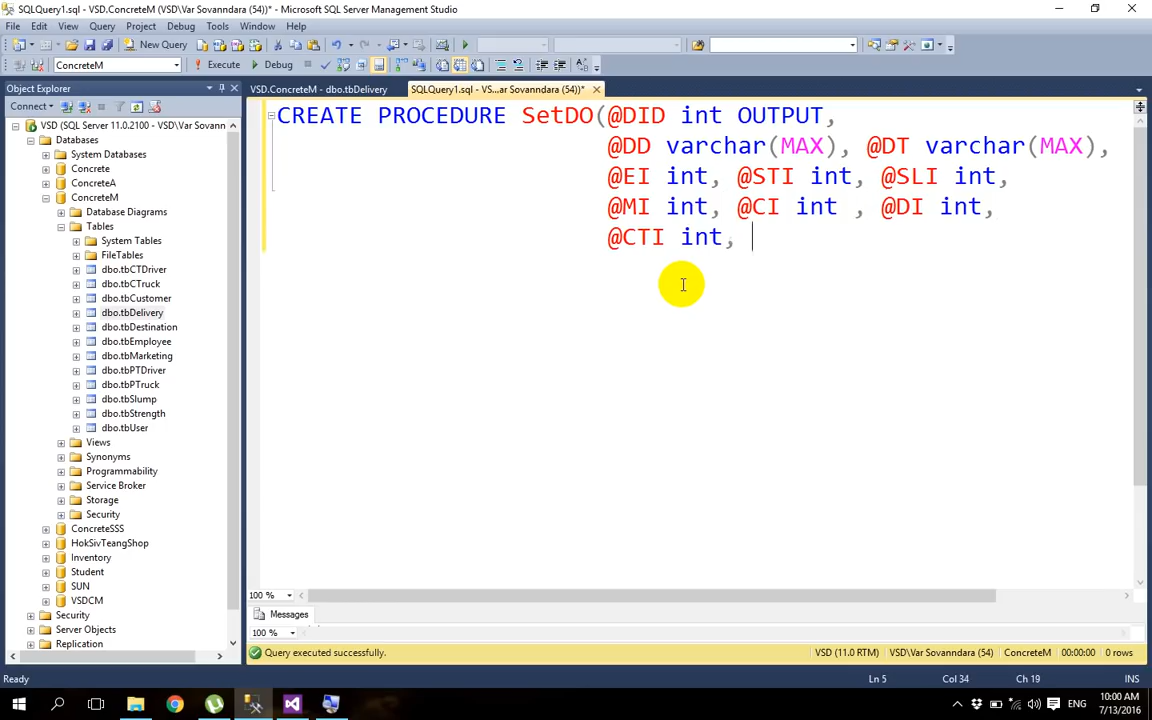 SQLQuery1.sql - VSD.ConcreteM (VSD\Var Sovanndara (54))* - Microsoft SQL Server Management Studio
File Edit View Query Project Debug Tools Window Help
New Query
ConcreteM Execute Debug
Object Explorer
VSD.ConcreteM - dbo.tbDelivery SQLQuery1.sql - VS...ar Sovanndara (54))*
Connect
VSD (SQL Server 11.0.2100 - VSD\Var Sovann
Databases
System Databases
Concrete
ConcreteA
ConcreteM
Database Diagrams
Tables
System Tables
FileTables
dbo.tbCTDriver
dbo.tbCTruck
dbo.tbCustomer
dbo.tbDelivery
dbo.tbDestination
dbo.tbEmployee
dbo.tbMarketing
dbo.tbPTDriver
dbo.tbPTruck
dbo.tbSlump
dbo.tbStrength
dbo.tbUser
Views
Synonyms
Programmability
Service Broker
Storage
Security
ConcreteSSS
HokSivTeangShop
Inventory
Student
SUN
VSDCM
Security
Server Objects
Replication
CREATE PROCEDURE SetDO(@DID int OUTPUT,
@DD varchar(MAX), @DT varchar(MAX),
@EI int, @STI int, @SLI int,
@MI int, @CI int , @DI int,
@CTI int,
100 %
Messages
100 %
Query executed successfully. VSD (11.0 RTM) VSD\Var Sovanndara (54) ConcreteM 00:00:00 0 rows
Ready Ln 5 Col 34 Ch 19 INS
ENG
10:00 AM
7/13/2016